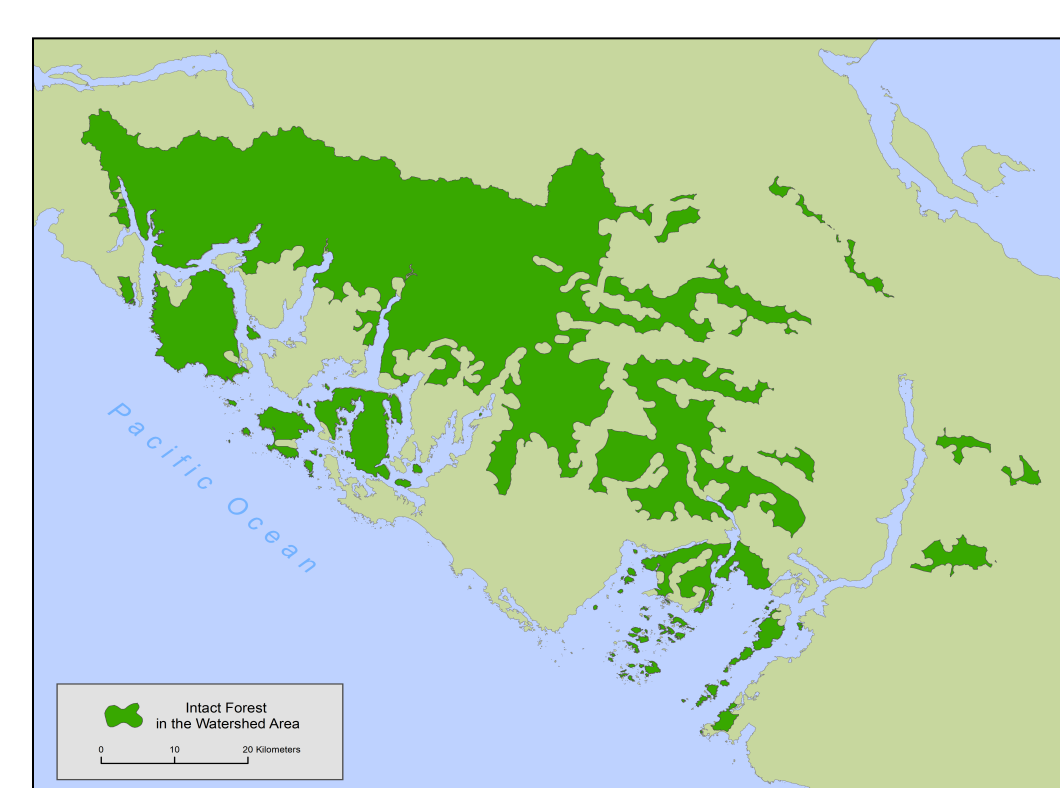 Pacific Ocean
Intact Forest
in the Watershed Area
0 10 20 Kilometers